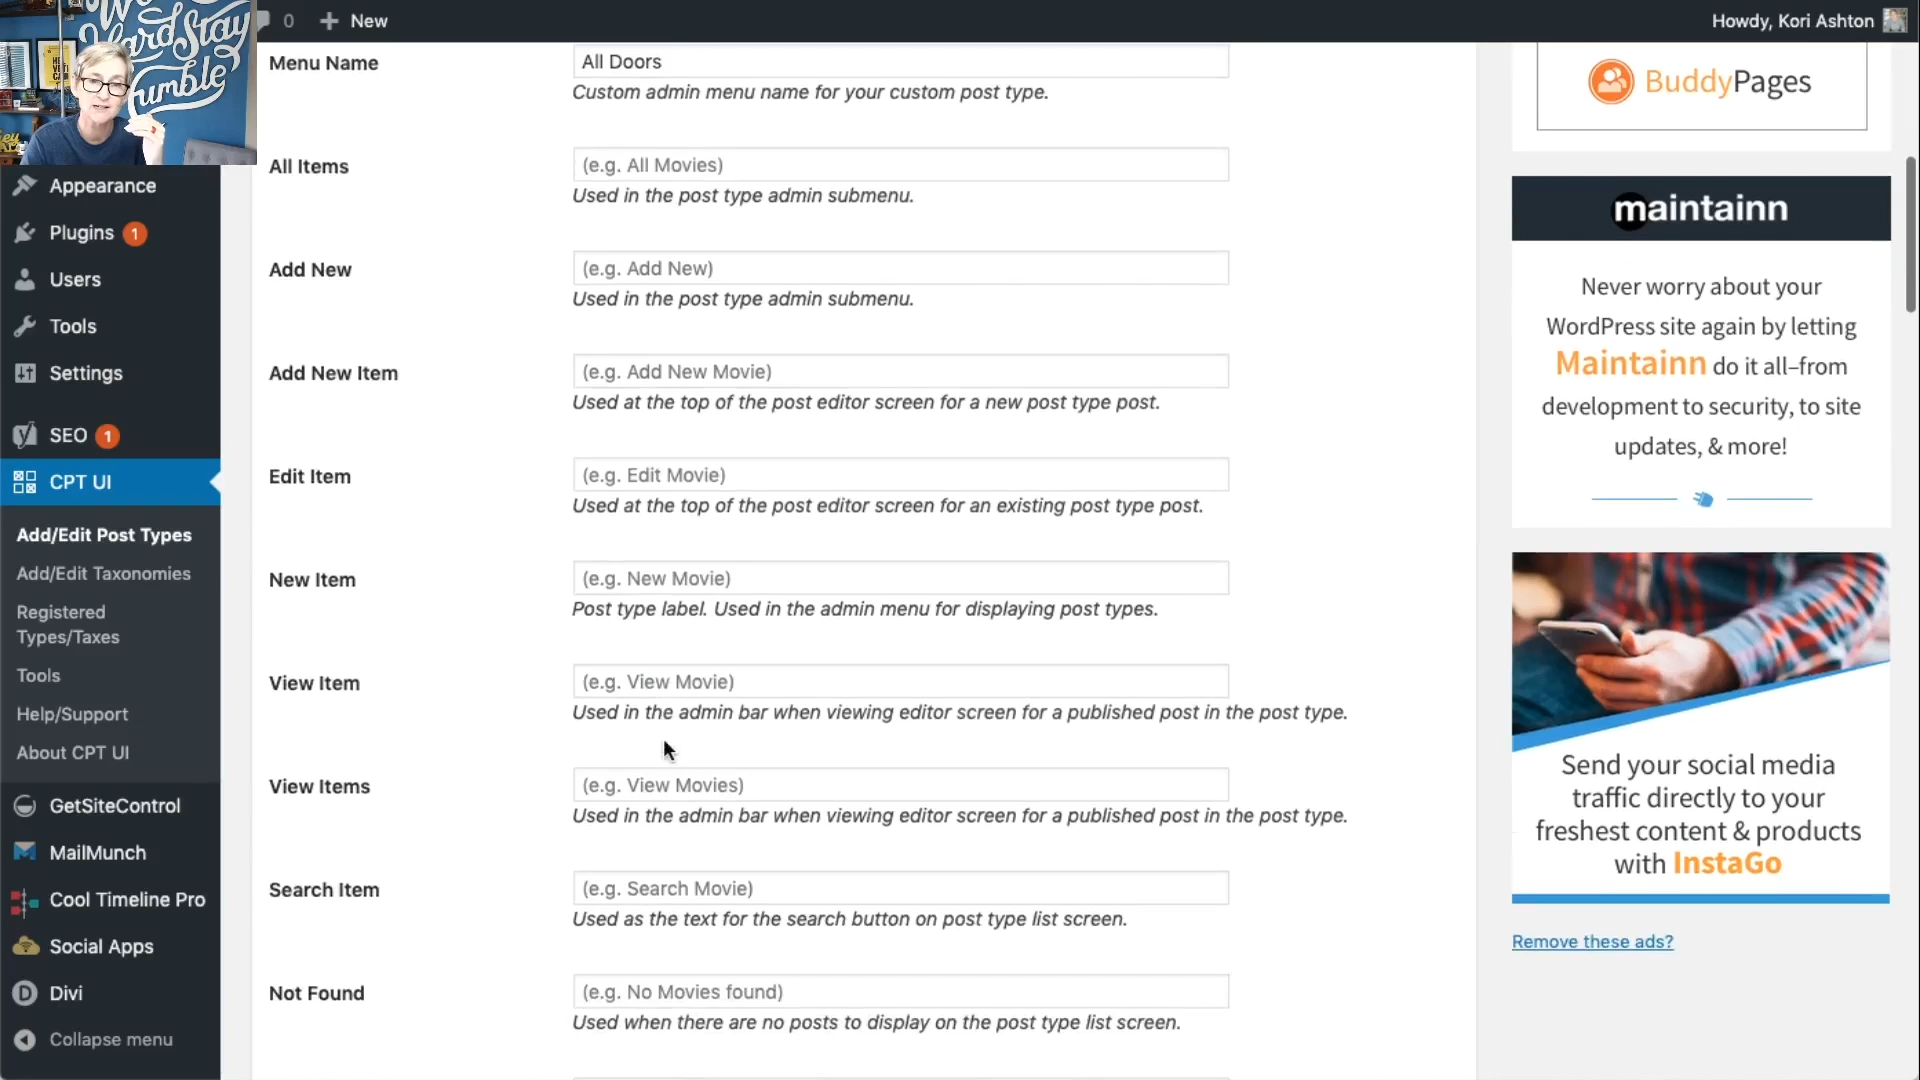 We
Hard Stay
Humble
0
+ New
Howdy, Kori Ashton
Appearance
Plugins 1
Users
Tools
Settings
SEO 1
CPT UI
Add/Edit Post Types
Add/Edit Taxonomies
Registered
Types/Taxes
Tools
Help/Support
About CPT UI
GetSiteControl
MailMunch
Cool Timeline Pro
Social Apps
Divi
Collapse menu
Menu Name
All Doors
Custom admin menu name for your custom post type.
All Items
(e.g. All Movies)
Used in the post type admin submenu.
Add New
(e.g. Add New)
Used in the post type admin submenu.
Add New Item
(e.g. Add New Movie)
Used at the top of the post editor screen for a new post type post.
Edit Item
(e.g. Edit Movie)
Used at the top of the post editor screen for an existing post type post.
New Item
(e.g. New Movie)
Post type label. Used in the admin menu for displaying post types.
View Item
(e.g. View Movie)
Used in the admin bar when viewing editor screen for a published post in the post type.
View Items
(e.g. View Movies)
Used in the admin bar when viewing editor screen for a published post in the post type.
Search Item
(e.g. Search Movie)
Used as the text for the search button on post type list screen.
Not Found
(e.g. No Movies found)
Used when there are no posts to display on the post type list screen.
BuddyPages
maintainn
Never worry about your
WordPress site again by letting
Maintainn do it all–from
development to security, to site
updates, & more!
Send your social media
traffic directly to your
freshest content & products
with InstaGo
Remove these ads?